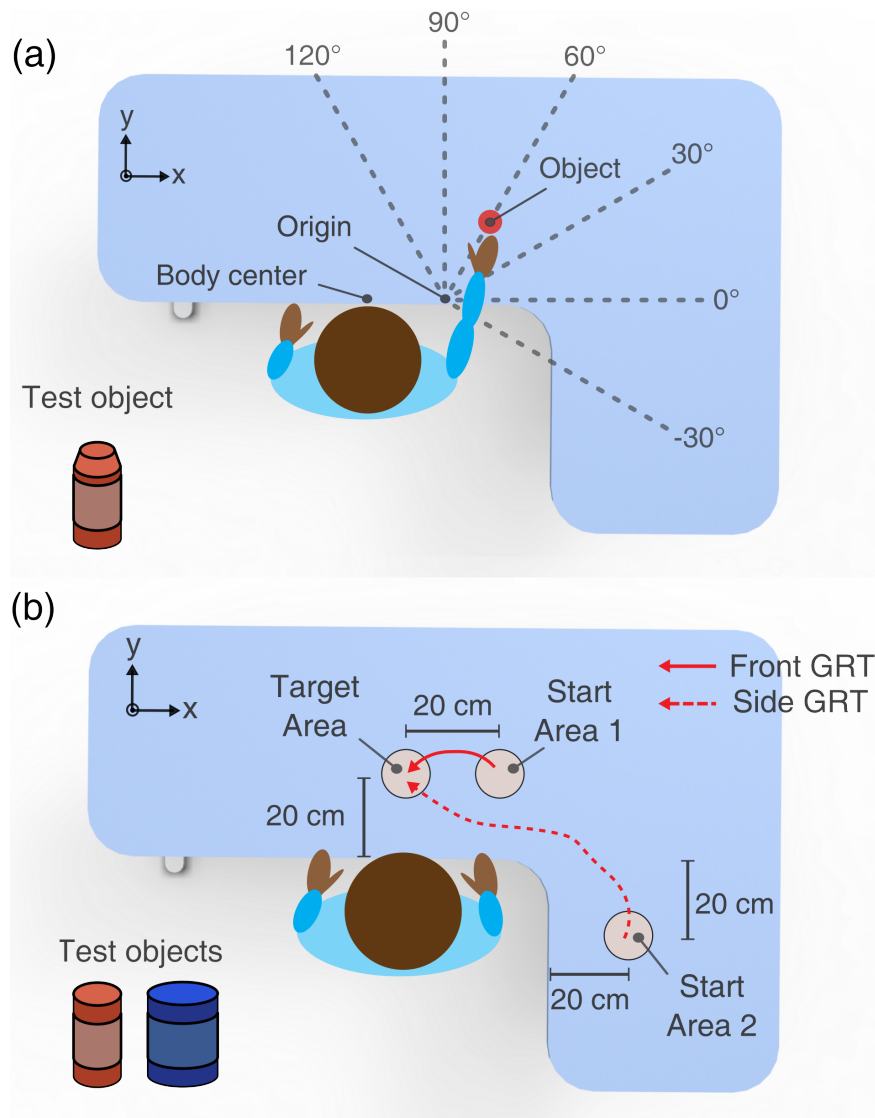 (a)
120°
90°
60°
30°
0°
-30°
y
x
Object
Origin
Body center
Test object
(b)
y
x
Front GRT
Side GRT
Target
Area
20 cm
Start
Area 1
20 cm
20 cm
20 cm
Start
Area 2
Test objects